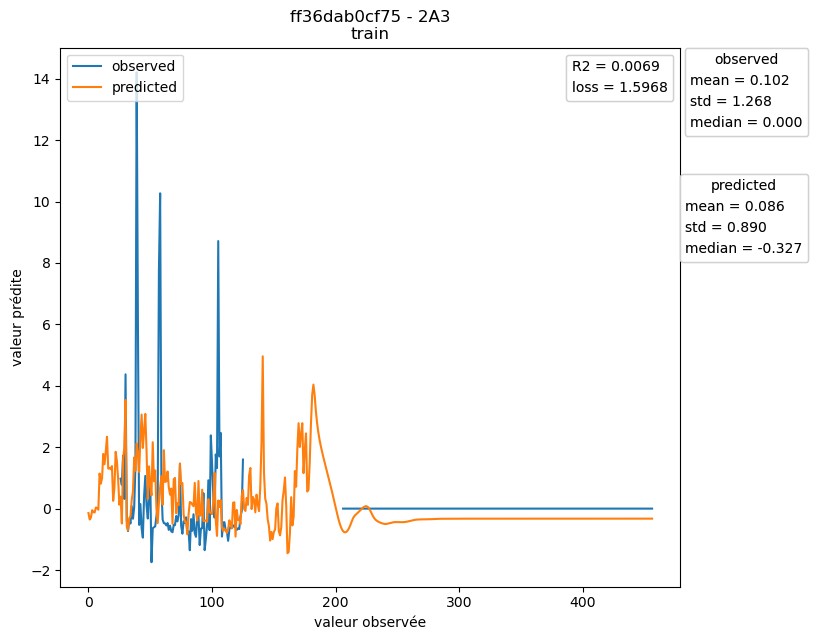 ff36dab0cf75 - 2A3
train
observed
predicted
R2 = 0.0069
loss = 1.5968
observed
mean = 0.102
std = 1.268
median = 0.000
predicted
mean = 0.086
std = 0.890
median = -0.327
valeur prédite
14
12
10
8
6
4
2
0
−2
0
100
200
300
400
valeur observée